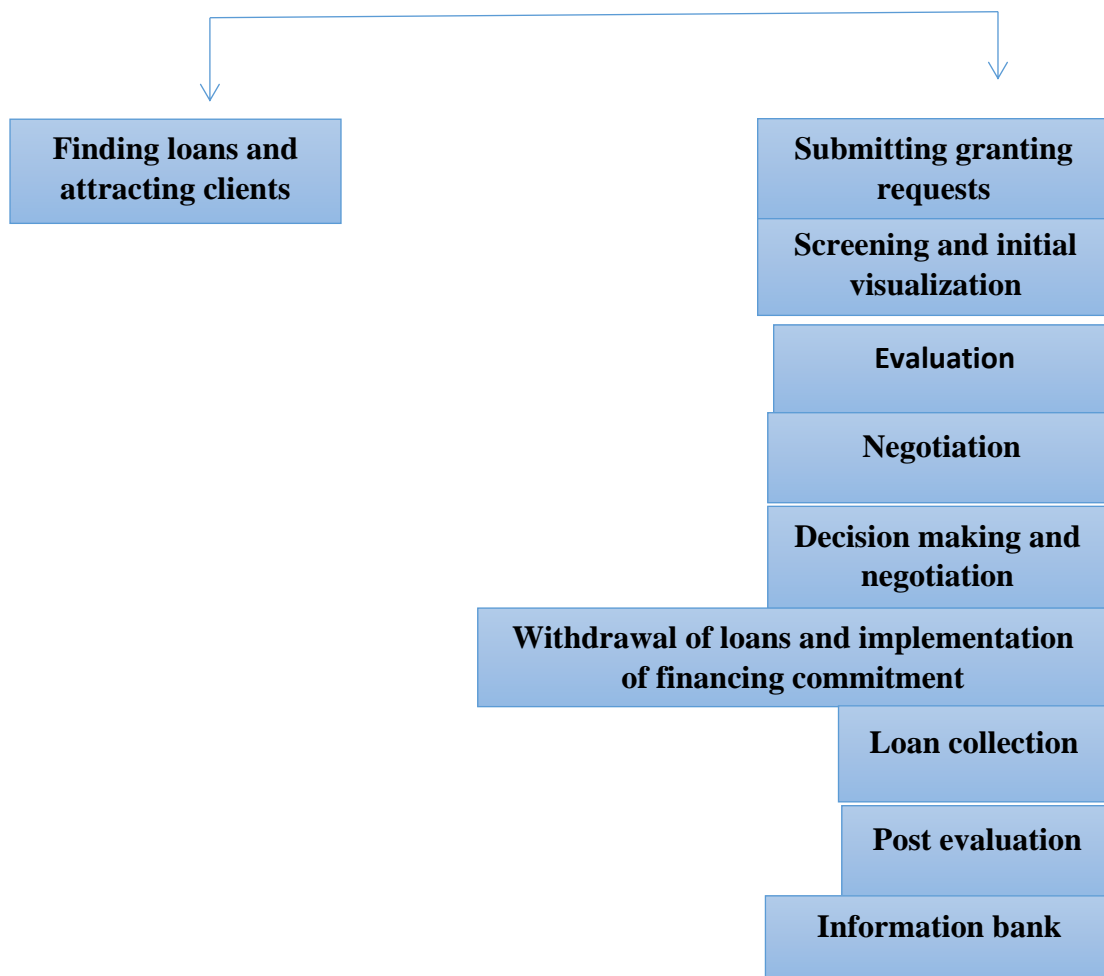 Finding loans and
attracting clients
Submitting granting
requests
Screening and initial
visualization
Evaluation
Negotiation
Decision making and
negotiation
Withdrawal of loans and implementation
of financing commitment
Loan collection
Post evaluation
Information bank